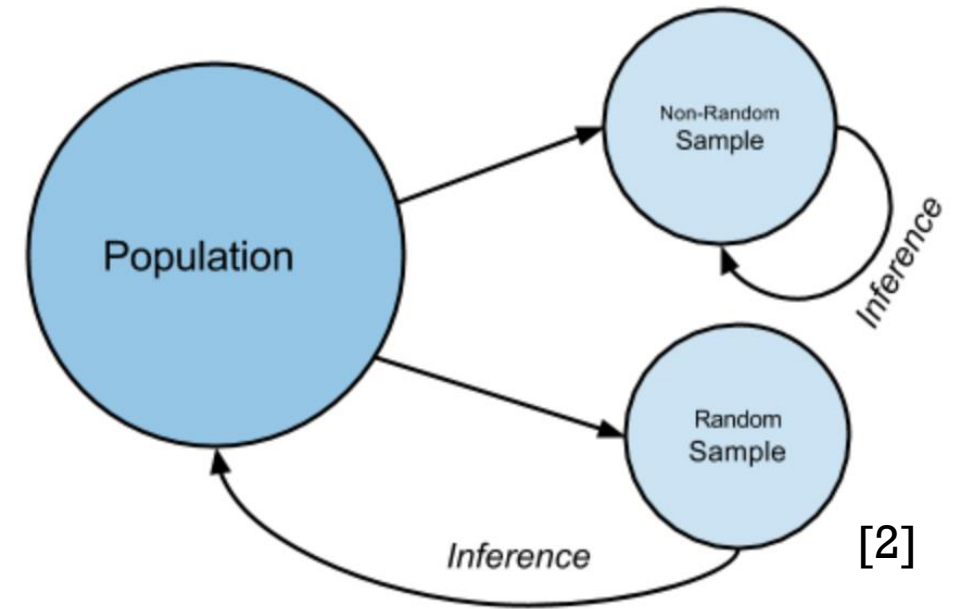 Population
Non-Random
Sample
Inference
Random
Sample
Inference
[2]